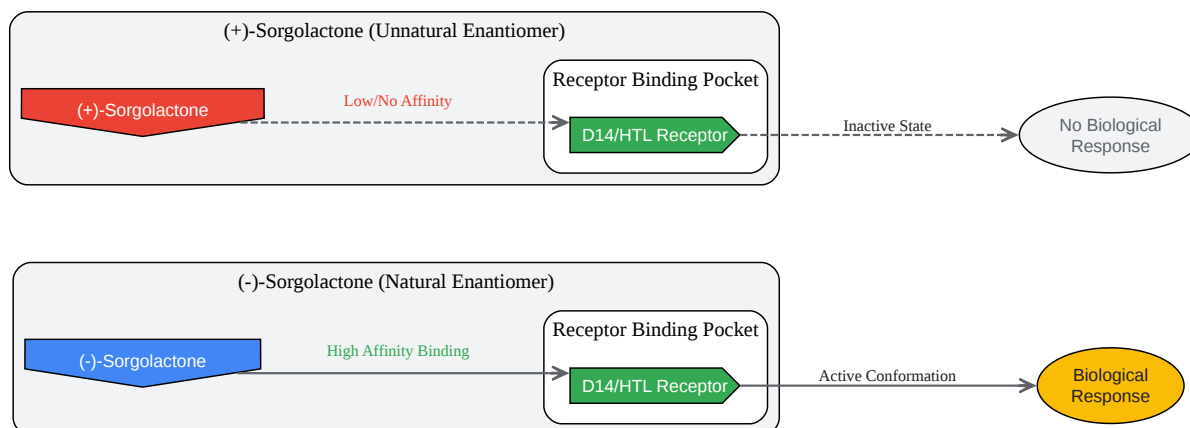 (+)-Sorgolactone (Unnatural Enantiomer)
Receptor Binding Pocket
(+)-Sorgolactone
Low/No Affinity
D14/HTL Receptor
Inactive State
No Biological
Response
(-)-Sorgolactone (Natural Enantiomer)
Receptor Binding Pocket
(-)-Sorgolactone
High Affinity Binding
D14/HTL Receptor
Active Conformation
Biological
Response